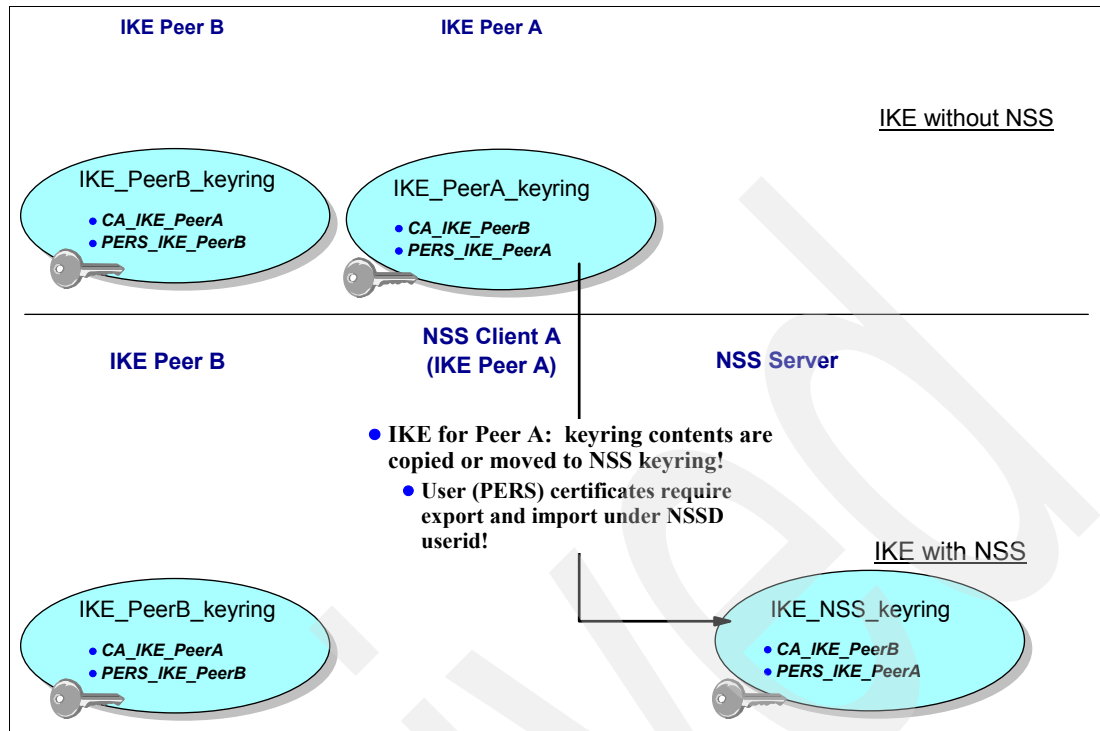 IKE Peer B
IKE Peer A
IKE without NSS
IKE_PeerB_keyring
• CA_IKE_PeerA
• PERS_IKE_PeerB
IKE_PeerA_keyring
• CA_IKE_PeerB
• PERS_IKE_PeerA
IKE Peer B
NSS Client A
(IKE Peer A)
NSS Server
• IKE for Peer A: keyring contents are
copied or moved to NSS keyring!
• User (PERS) certificates require
export and import under NSSD
userid!
IKE with NSS
IKE_PeerB_keyring
• CA_IKE_PeerA
• PERS_IKE_PeerB
IKE_NSS_keyring
• CA_IKE_PeerB
• PERS_IKE_PeerA